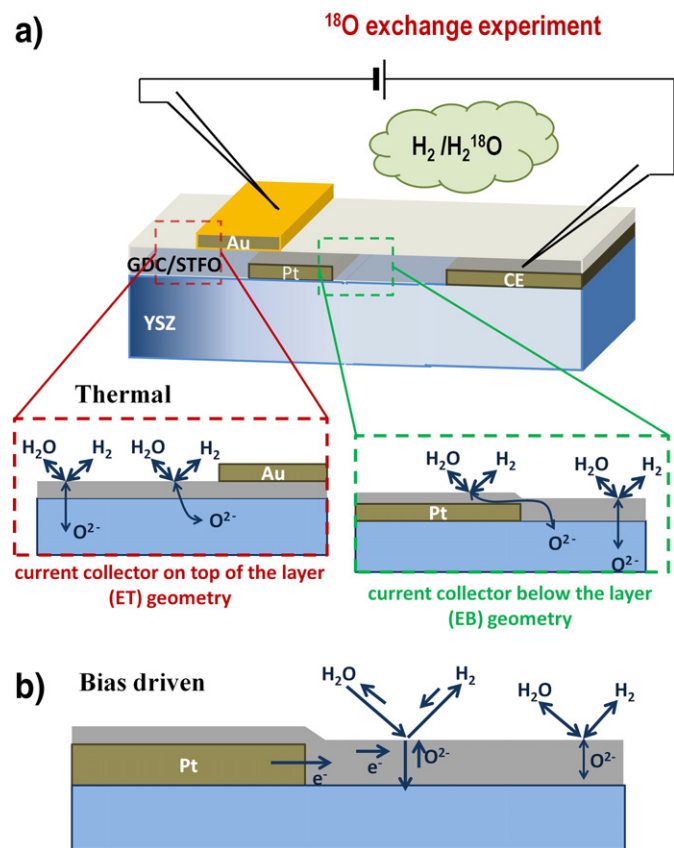 a)
¹⁸O exchange experiment
H₂ /H₂¹⁸O
Au
GDC/STFO
Pt
CE
YSZ
Thermal
H₂O
H₂
H₂O
H₂
Au
O²⁻
O²⁻
current collector on top of the layer
(ET) geometry
H₂O
H₂
H₂O
H₂
Pt
O²⁻
O²⁻
current collector below the layer
(EB) geometry
b)
Bias driven
H₂O
H₂
H₂O
H₂
Pt
e⁻
e⁻
O²⁻
O²⁻